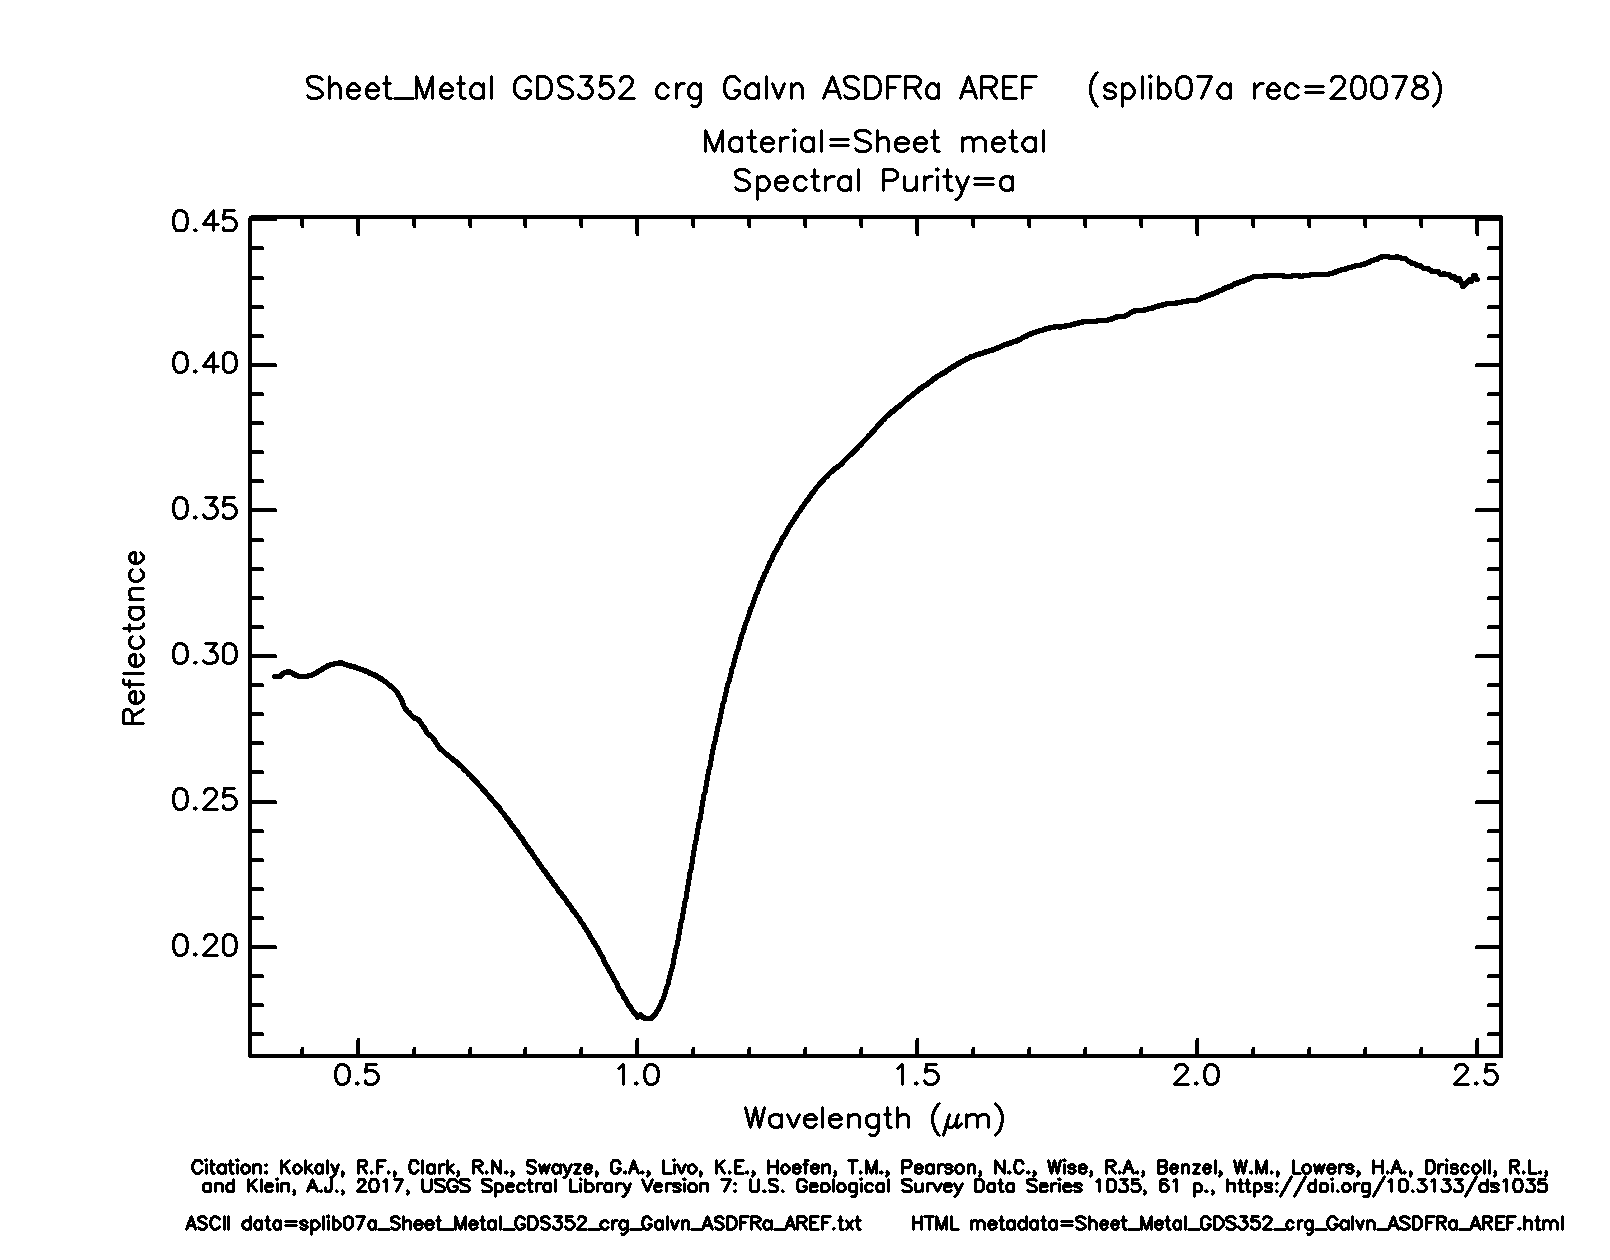 Sheet_Metal GDS352 crg Galvn ASDFRa AREF (splib07a rec=20078)
Material=Sheet metal
Spectral Purity=a
0.45
0.40
0.35
0.30
0.25
0.20
Reflectance
0.5 1.0 1.5 2.0 2.5
Wavelength (μm)
Citation: Kokaly, R.F., Clark, R.N., Swayze, G.A., Livo, K.E., Hoefen, T.M., Pearson, N.C., Wise, R.A., Benzel, W.M., Lowers, H.A., Driscoll, R.L.,
and Klein, A.J., 2017, USGS Spectral Library Version 7: U.S. Geological Survey Data Series 1035, 61 p., https://doi.org/10.3133/ds1035
ASCII data=splib07a_Sheet_Metal_GDS352_crg_Galvn_ASDFRa_AREF.txt HTML metadata=Sheet_Metal_GDS352_crg_Galvn_ASDFRa_AREF.html